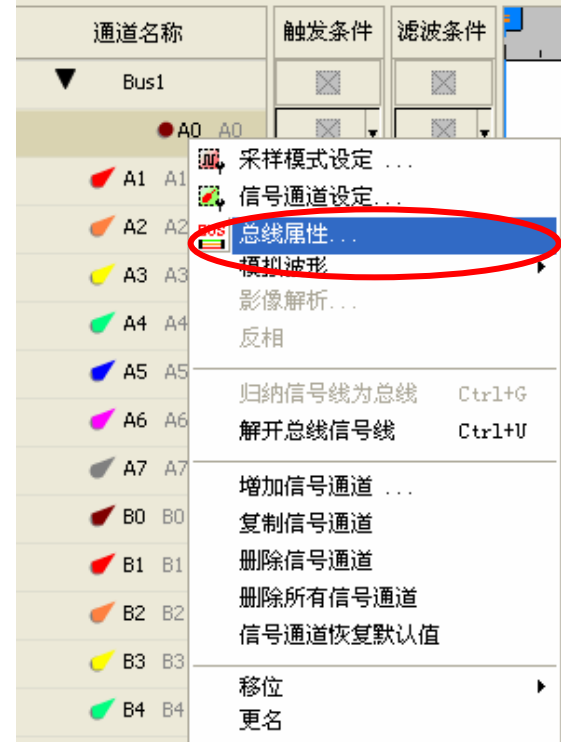 通道名称 触发条件 滤波条件
Bus1
A0 A0
采样模式设定 ...
A1 A1
信号通道设定...
A2 A2
BUS 总线属性...
模拟波形
A3 A3
影像解析...
A4 A4
反相
A5 A5
归纳信号线为总线 Ctrl+G
A6 A6
解开总线信号线 Ctrl+U
A7 A7
增加信号通道 ...
B0 B0
复制信号通道
B1 B1
删除信号通道
删除所有信号通道
B2 B2
信号通道恢复默认值
B3 B3
移位
B4 B4
更名